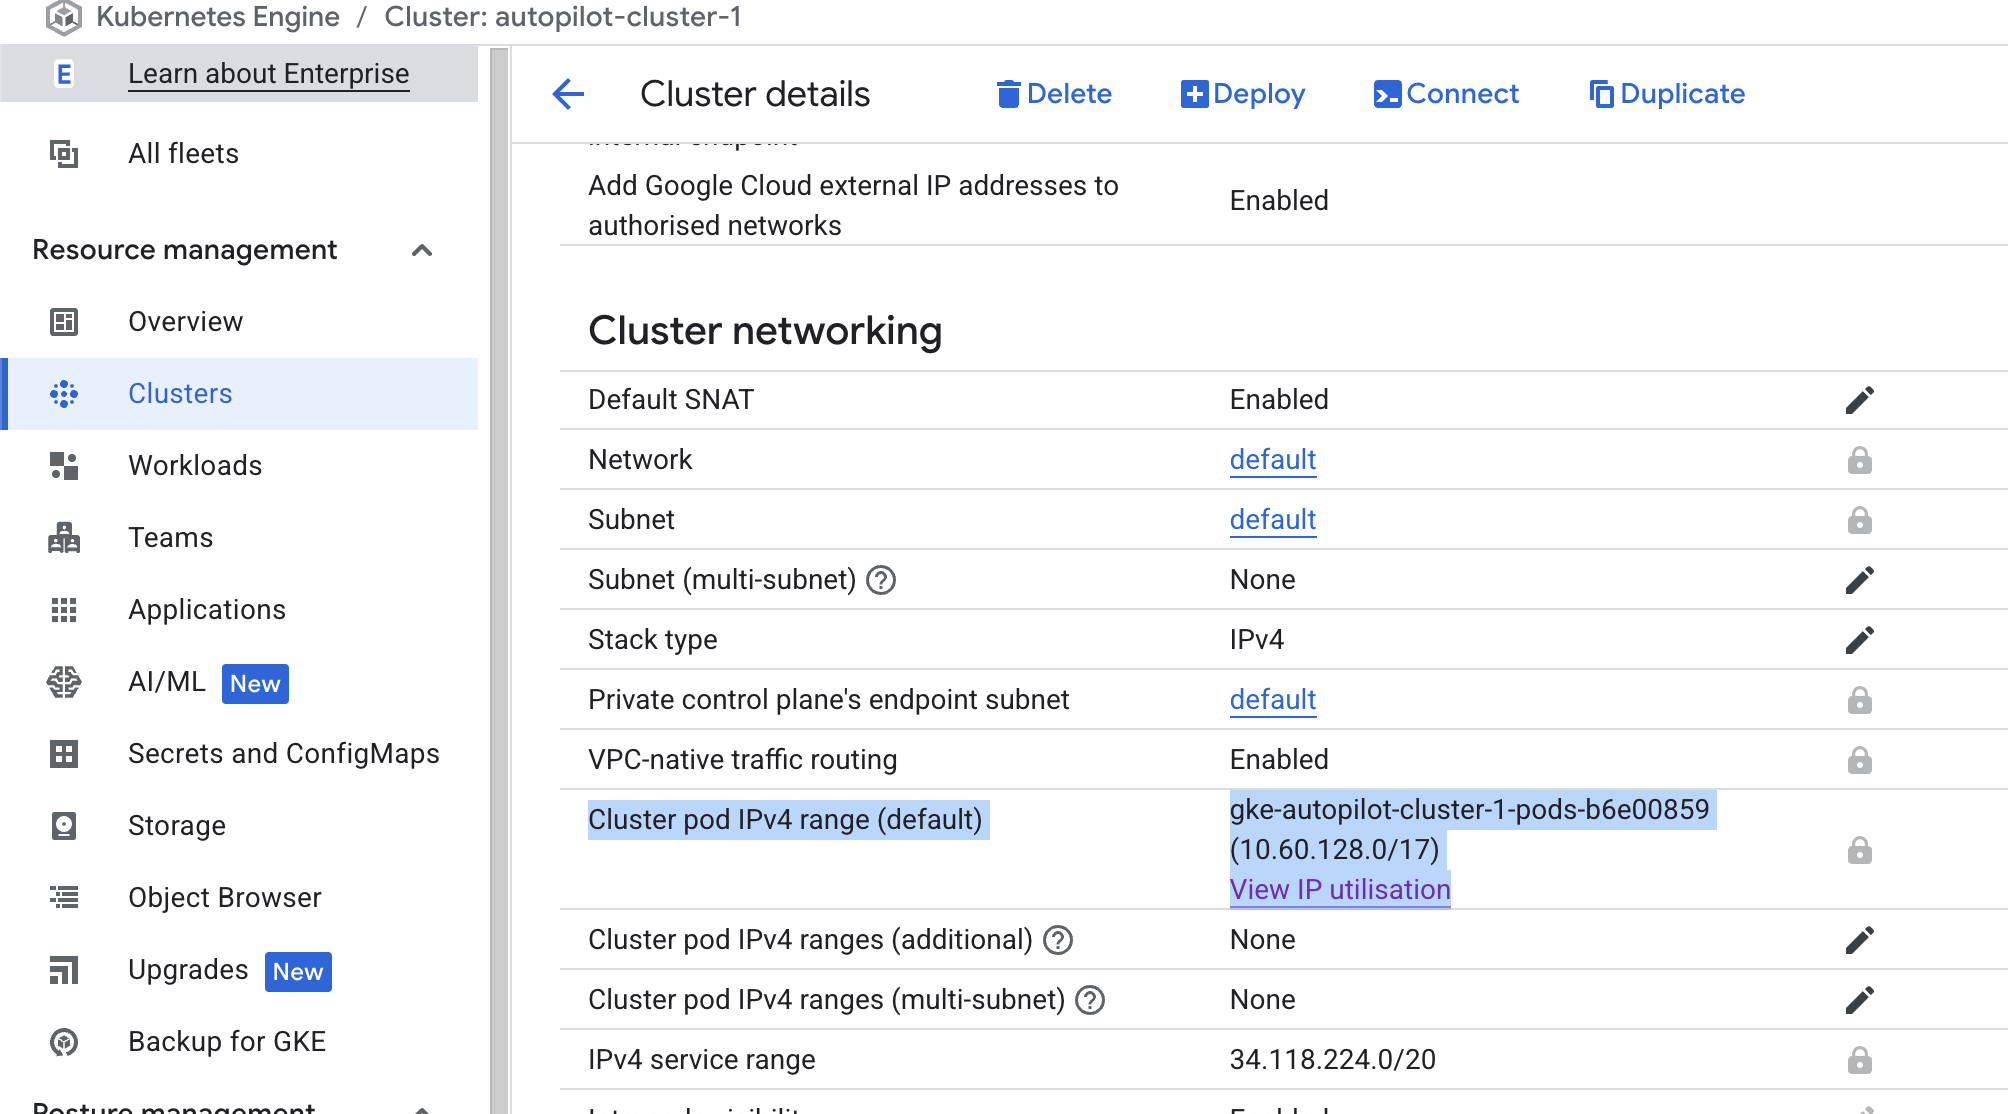 Kubernetes Engine / Cluster: autopilot-cluster-1
E Learn about Enterprise
All fleets
Resource management
Overview
Clusters
Workloads
Teams
Applications
AI/ML New
Secrets and ConfigMaps
Storage
Object Browser
Upgrades New
Backup for GKE
Posture management
Cluster details Delete Deploy Connect Duplicate
Add Google Cloud external IP addresses to
authorised networks
Enabled
Cluster networking
Default SNAT Enabled
Network default
Subnet default
Subnet (multi-subnet) ? None
Stack type IPv4
Private control plane's endpoint subnet default
VPC-native traffic routing Enabled
Cluster pod IPv4 range (default) gke-autopilot-cluster-1-pods-b6e00859
(10.60.128.0/17)
View IP utilisation
Cluster pod IPv4 ranges (additional) ? None
Cluster pod IPv4 ranges (multi-subnet) ? None
IPv4 service range 34.118.224.0/20